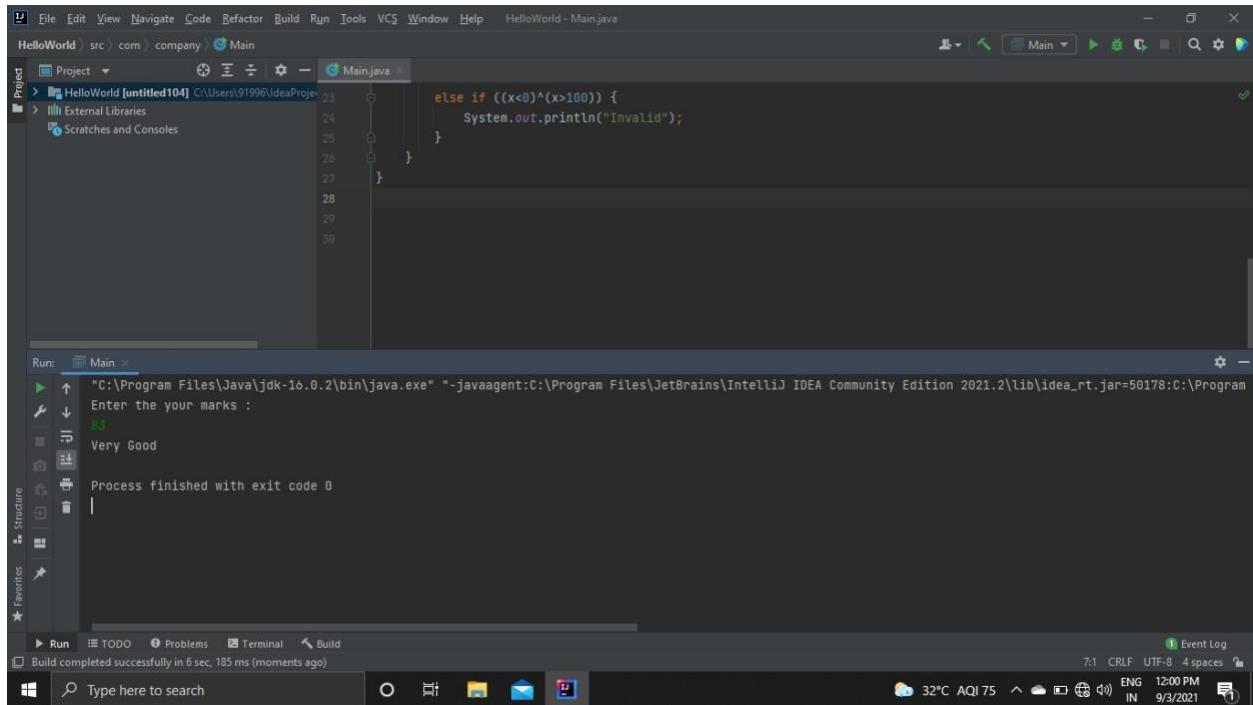 File Edit View Navigate Code Refactor Build Run Tools VCS Window Help HelloWorld - Main.java
HelloWorld src com company Main
Main
Project
Main.java
HelloWorld [untitled104] C:\Users\91996\IdeaProje
External Libraries
Scratches and Consoles
23 else if ((x<0)^(x>100)) {
24 System.out.println("Invalid");
25 }
26 }
27 }
28
29
30
Run: Main
"C:\Program Files\Java\jdk-16.0.2\bin\java.exe" "-javaagent:C:\Program Files\JetBrains\IntelliJ IDEA Community Edition 2021.2\lib\idea_rt.jar=50178:C:\Program
Enter the your marks :
83
Very Good
Process finished with exit code 0
Project
Structure
Favorites
Run TODO Problems Terminal Build
1 Event Log
Build completed successfully in 6 sec, 185 ms (moments ago)
7:1 CRLF UTF-8 4 spaces
Type here to search
32°C AQI 75
ENG
IN
12:00 PM
9/3/2021
1